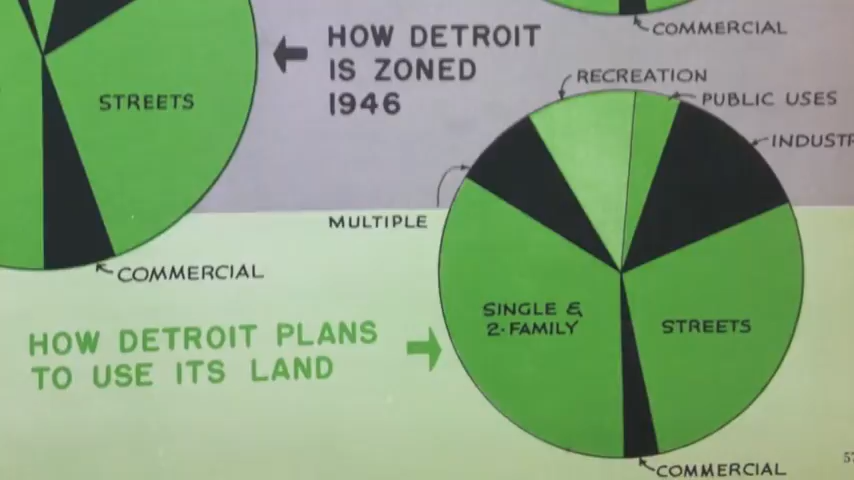 COMMERCIAL
HOW DETROIT
IS ZONED
1946
STREETS
RECREATION
PUBLIC USES
MULTIPLE
COMMERCIAL
SINGLE &
2-FAMILY
STREETS
HOW DETROIT PLANS
TO USE ITS LAND
COMMERCIAL